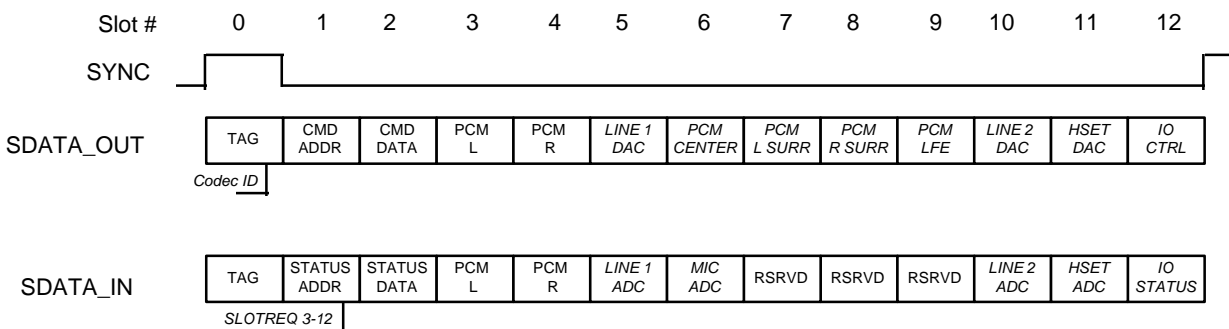 Slot # 0 1 2 3 4 5 6 7 8 9 10 11 12
SYNC
SDATA_OUT
TAG
CMD
ADDR
CMD
DATA
PCM
L
PCM
R
LINE 1
DAC
PCM
CENTER
PCM
L SURR
PCM
R SURR
PCM
LFE
LINE 2
DAC
HSET
DAC
IO
CTRL
Codec ID
SDATA_IN
TAG
STATUS
ADDR
STATUS
DATA
PCM
L
PCM
R
LINE 1
ADC
MIC
ADC
RSRVD
RSRVD
RSRVD
LINE 2
ADC
HSET
ADC
IO
STATUS
SLOTREQ 3-12